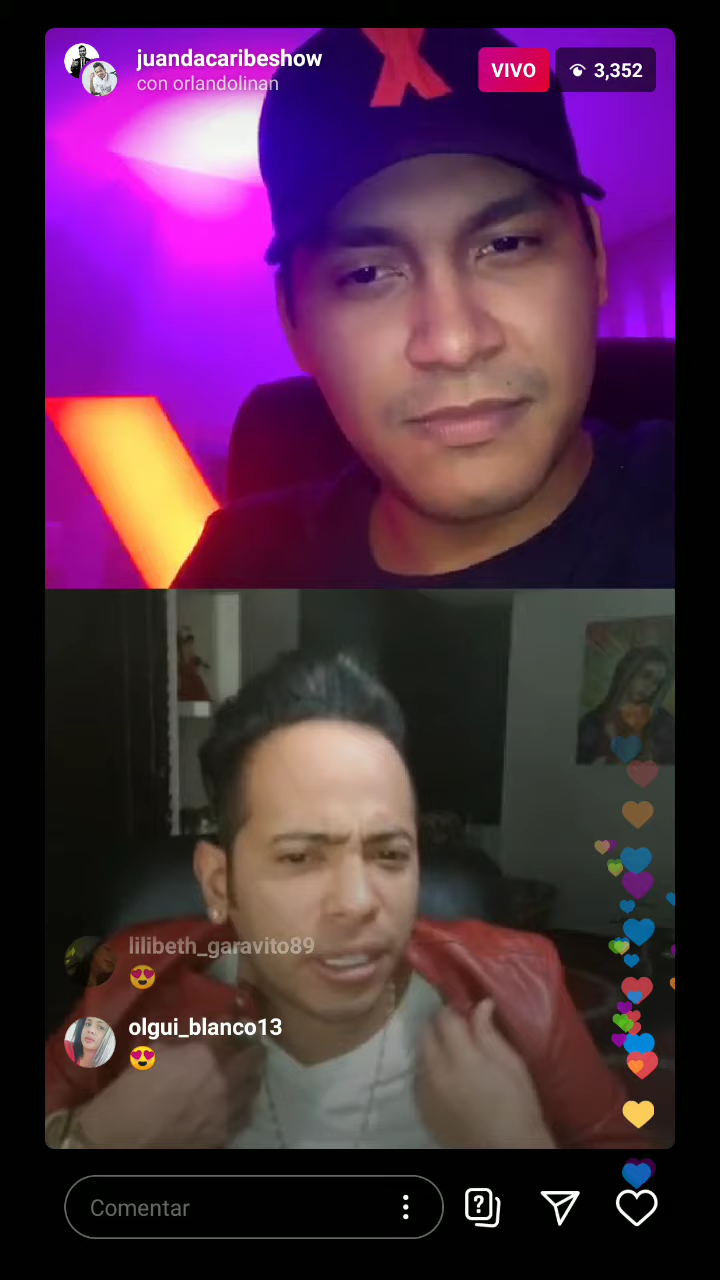 juandacaribeshow
con orlandolinan
VIVO
3,352
lilibeth_garavito89
😍
olgui_blanco13
😍
Comentar